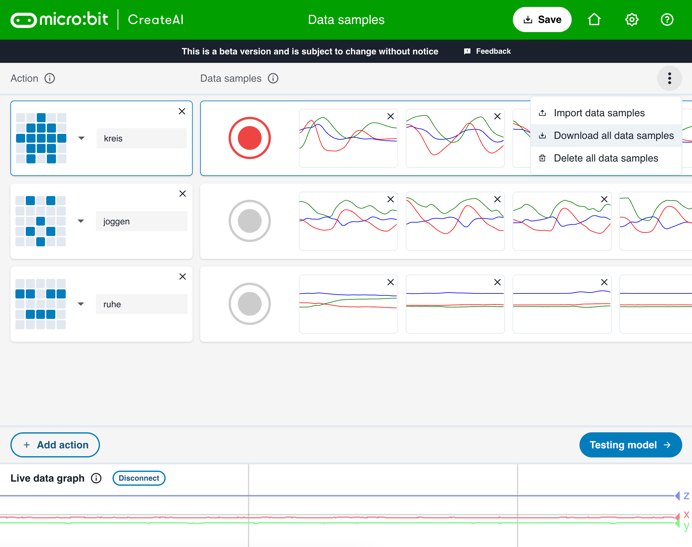 micro:bit CreateAI Data samples Save
This is a beta version and is subject to change without notice Feedback
Action Data samples
kreis
Import data samples
Download all data samples
Delete all data samples
joggen
ruhe
+ Add action Testing model →
Live data graph Disconnect
z
x
y